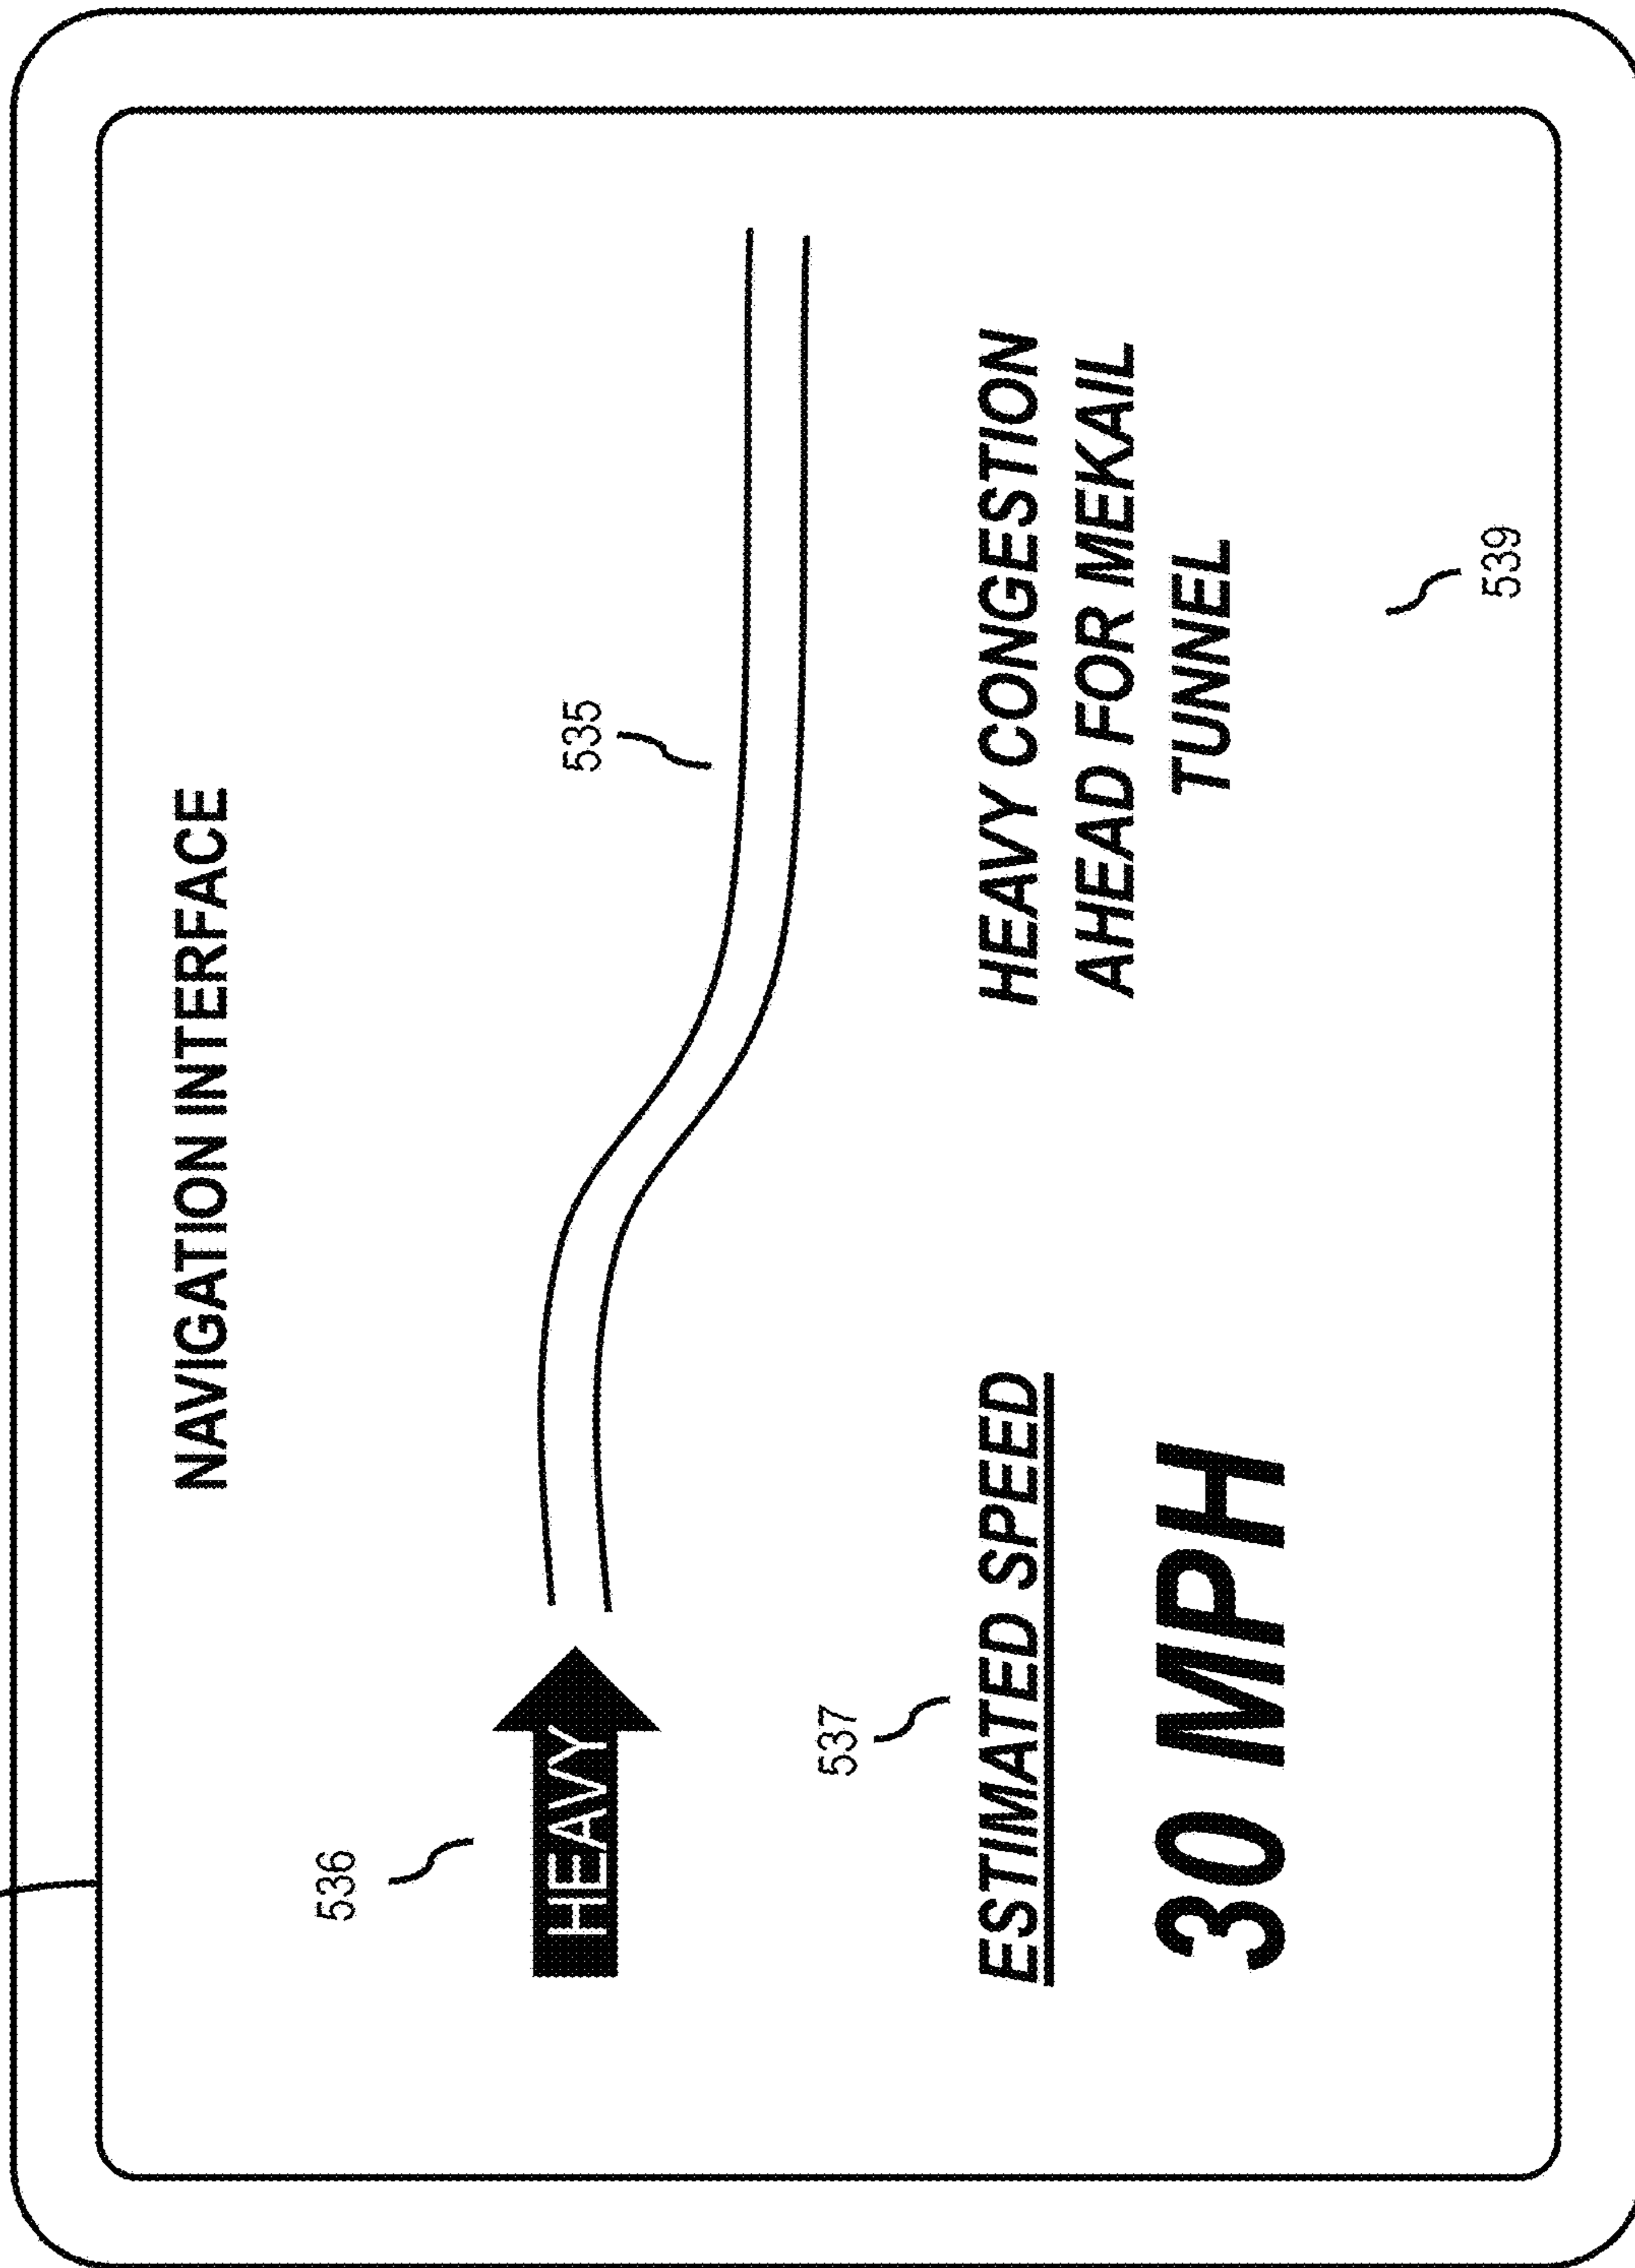 NAVIGATION INTERFACE
536
HEAVY
535
537
ESTIMATED SPEED
30 MPH
HEAVY CONGESTION
AHEAD FOR MEKAIL
TUNNEL
539